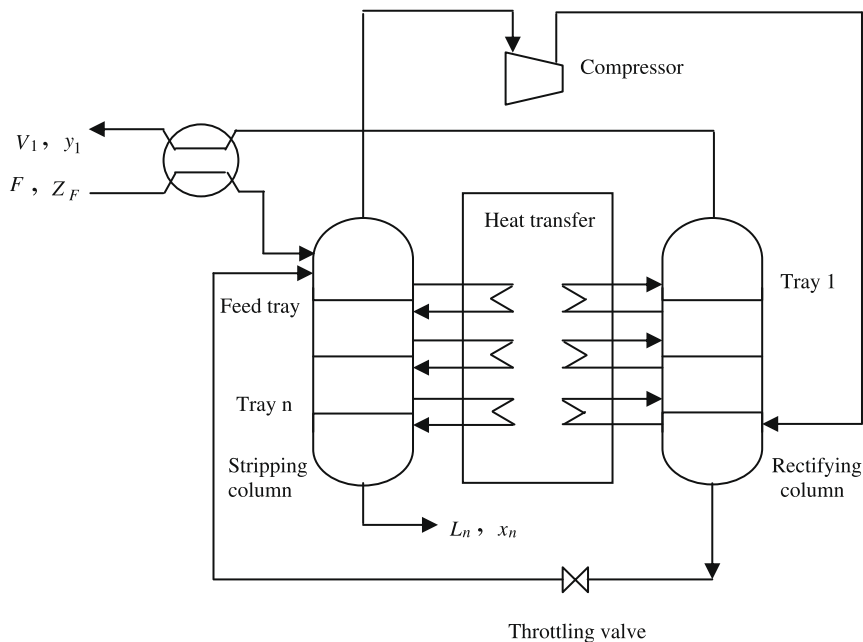 Compressor
V1, y1
F, ZF
Heat transfer
Tray 1
Feed tray
Tray n
Stripping
column
Rectifying
column
Ln, xn
Throttling valve